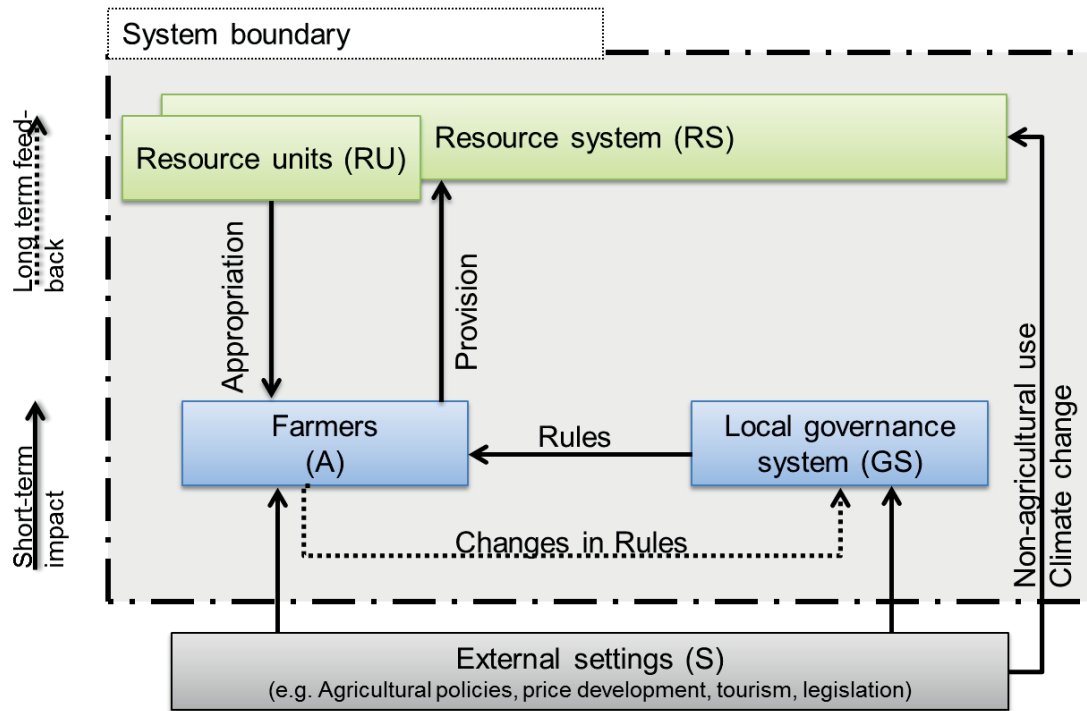 System boundary
Long term feed-
back
Resource system (RS)
Resource units (RU)
Appropriation
Provision
Farmers
(A)
Rules
Local governance
system (GS)
Changes in Rules
Short-term
impact
Non-agricultural use
Climate change
External settings (S)
(e.g. Agricultural policies, price development, tourism, legislation)